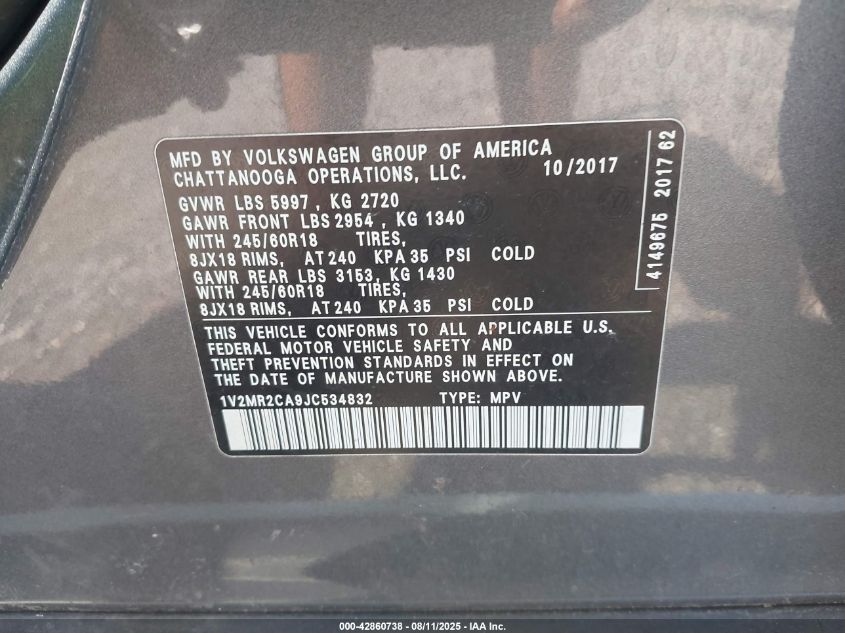 MFD BY VOLKSWAGEN GROUP OF AMERICA
CHATTANOOGA OPERATIONS, LLC. 10/2017
GVWR LBS 5997 , KG 2720
GAWR FRONT LBS 2954 , KG 1340
WITH 245/60R18 TIRES,
8JX18 RIMS, AT 240 KPA 35 PSI COLD
GAWR REAR LBS 3153, KG 1430
WITH 245/60R18 TIRES,
8JX18 RIMS, AT 240 KPA 35 PSI COLD
THIS VEHICLE CONFORMS TO ALL APPLICABLE U.S.
FEDERAL MOTOR VEHICLE SAFETY AND
THEFT PREVENTION STANDARDS IN EFFECT ON
THE DATE OF MANUFACTURE SHOWN ABOVE.
1V2MR2CA9JC534832 TYPE: MPV
4149675 2017 62
000-42860738 - 08/11/2025 - IAA Inc.